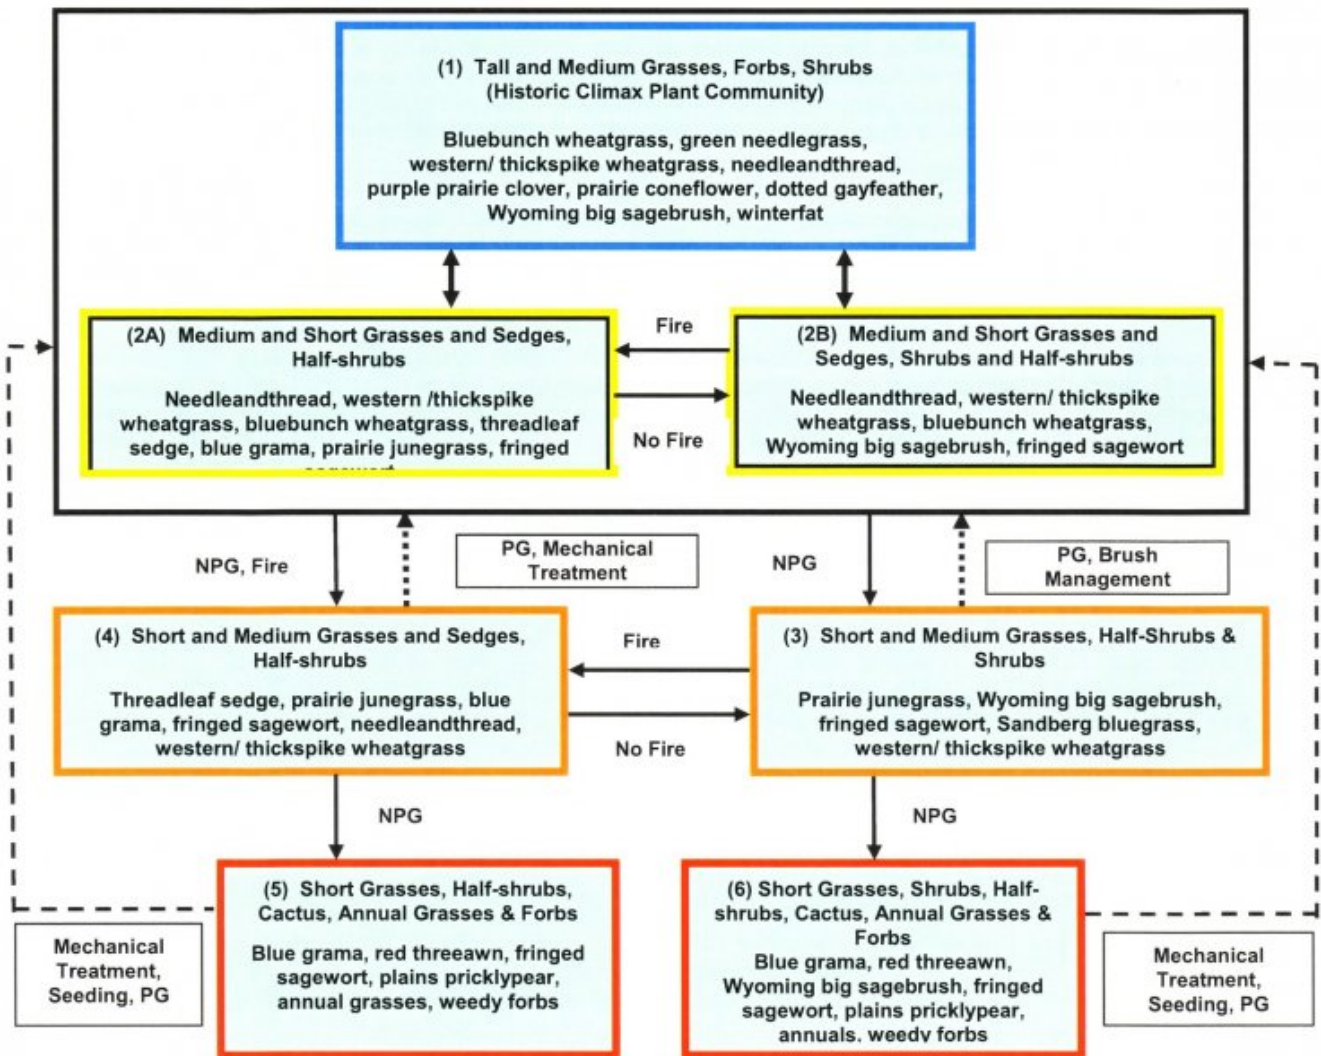 (1) Tall and Medium Grasses, Forbs, Shrubs
(Historic Climax Plant Community)
Bluebunch wheatgrass, green needlegrass,
western/ thickspike wheatgrass, needleandthread,
purple prairie clover, prairie coneflower, dotted gayfeather,
Wyoming big sagebrush, winterfat
(2A) Medium and Short Grasses and Sedges,
Half-shrubs
Needleandthread, western /thickspike
wheatgrass, bluebunch wheatgrass, threadleaf
sedge, blue grama, prairie junegrass, fringed
Fire
No Fire
(2B) Medium and Short Grasses and
Sedges, Shrubs and Half-shrubs
Needleandthread, western/ thickspike
wheatgrass, bluebunch wheatgrass,
Wyoming big sagebrush, fringed sagewort
NPG, Fire
PG, Mechanical
Treatment
NPG
PG, Brush
Management
(4) Short and Medium Grasses and Sedges,
Half-shrubs
Threadleaf sedge, prairie junegrass, blue
grama, fringed sagewort, needleandthread,
western/ thickspike wheatgrass
Fire
No Fire
(3) Short and Medium Grasses, Half-Shrubs &
Shrubs
Prairie junegrass, Wyoming big sagebrush,
fringed sagewort, Sandberg bluegrass,
western/ thickspike wheatgrass
NPG
NPG
Mechanical
Treatment,
Seeding, PG
(5) Short Grasses, Half-shrubs,
Cactus, Annual Grasses & Forbs
Blue grama, red threeawn, fringed
sagewort, plains pricklypear,
annual grasses, weedy forbs
(6) Short Grasses, Shrubs, Half-
shrubs, Cactus, Annual Grasses &
Forbs
Blue grama, red threeawn,
Wyoming big sagebrush, fringed
sagewort, plains pricklypear,
annuals, weedy forbs
Mechanical
Treatment,
Seeding, PG